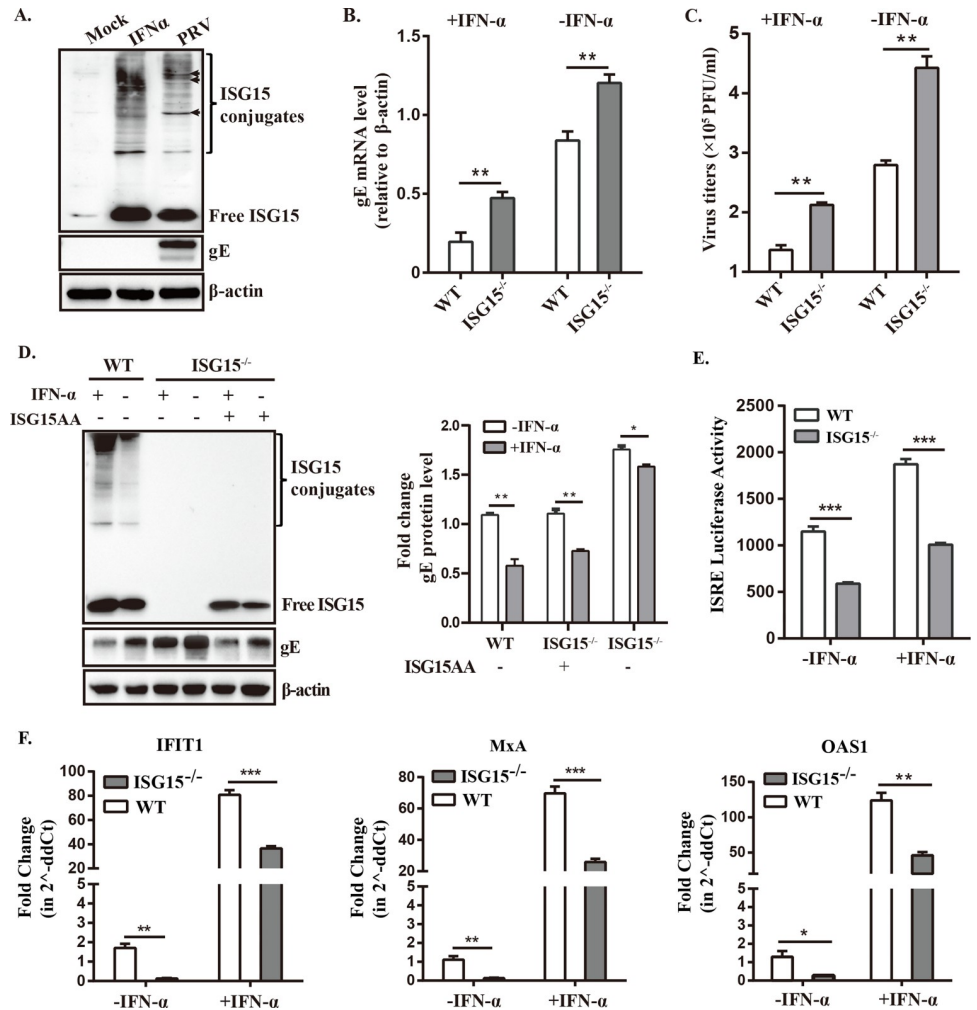 A.
Mock IFNα PRV
ISG15
conjugates
Free ISG15
gE
β-actin
B.
+IFN-α -IFN-α
gE mRNA level
(relative to β-actin)
1.5
1.0
0.5
0
**
**
WT
ISG15-/-
WT
ISG15-/-
C.
+IFN-α -IFN-α
Virus titers (×10⁵ PFU/ml)
5
4
3
2
1
**
**
WT
ISG15-/-
WT
ISG15-/-
D.
WT ISG15-/-
IFN-α + - + - + -
ISG15AA - - - - + +
ISG15
conjugates
Free ISG15
gE
β-actin
Fold change
gE protetin level
2.0
1.5
1.0
0.5
0.0
-IFN-α
+IFN-α
**
**
*
WT ISG15-/- ISG15-/-
ISG15AA - + -
E.
ISRE Luciferase Activity
2500
2000
1500
1000
500
0
WT
ISG15-/-
***
***
-IFN-α +IFN-α
F.
IFIT1
Fold Change
(in 2^-ddCt)
80
60
40
20
5
4
3
2
1
0
ISG15-/-
WT
**
***
-IFN-α +IFN-α
MxA
Fold Change
(in 2^-ddCt)
80
60
40
20
5
4
3
2
1
0
ISG15-/-
WT
**
***
-IFN-α +IFN-α
OAS1
Fold Change
(in 2^-ddCt)
150
100
50
5
4
3
2
1
0
ISG15-/-
WT
*
**
-IFN-α +IFN-α